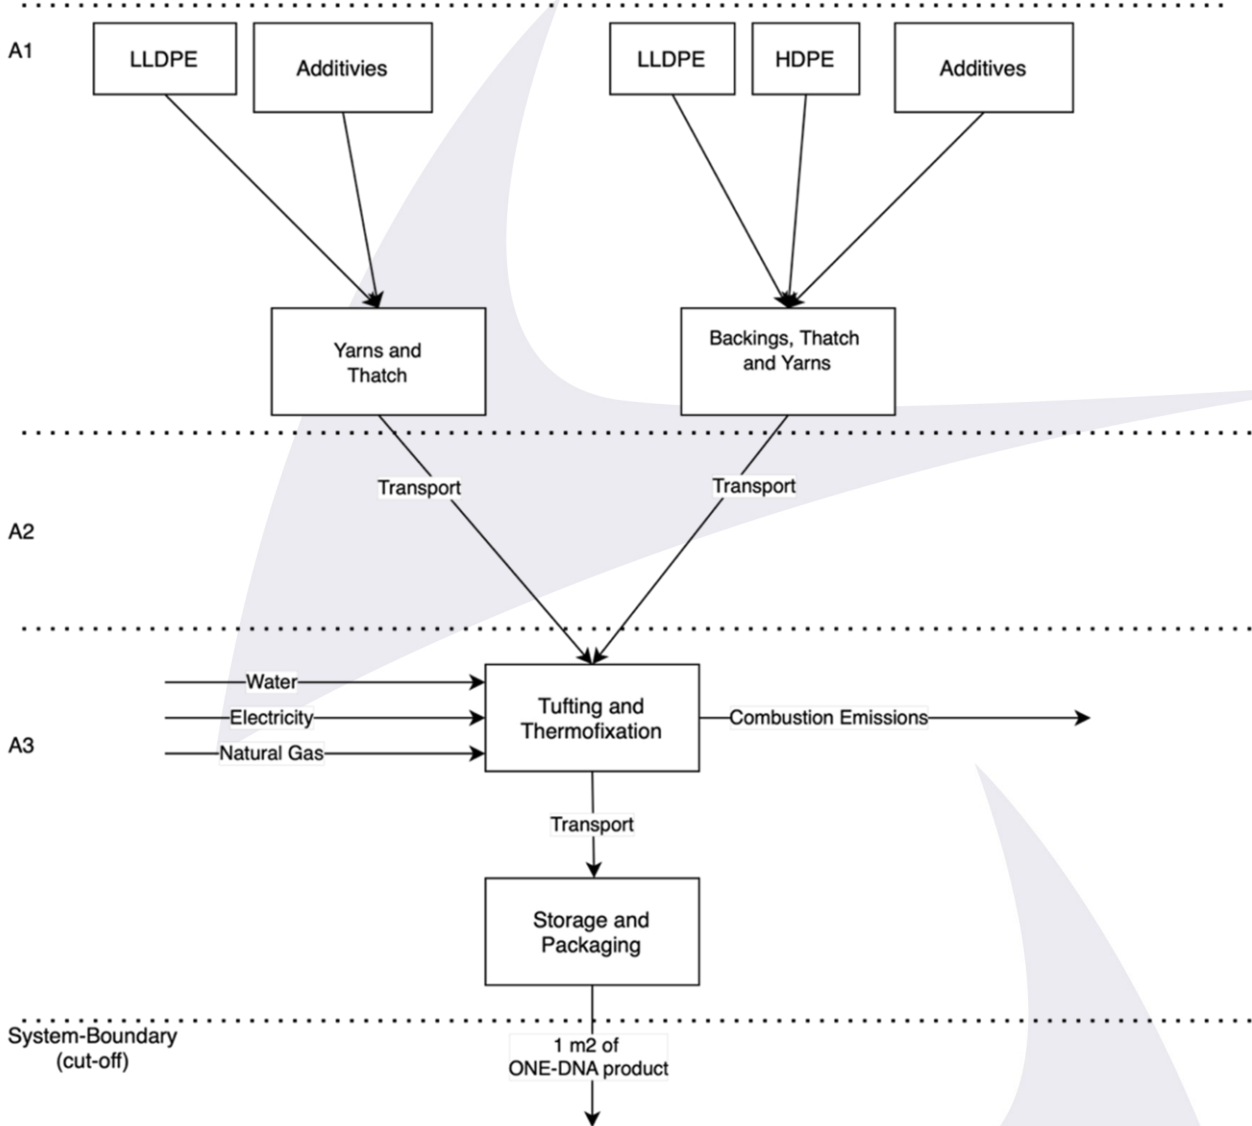 A1
LLDPE
Additivies
LLDPE
HDPE
Additives
Yarns and
Thatch
Backings, Thatch
and Yarns
Transport
Transport
A2
Water
Electricity
Natural Gas
A3
Tufting and
Thermofixation
Combustion Emissions
Transport
Storage and
Packaging
System-Boundary
(cut-off)
1 m2 of
ONE-DNA product